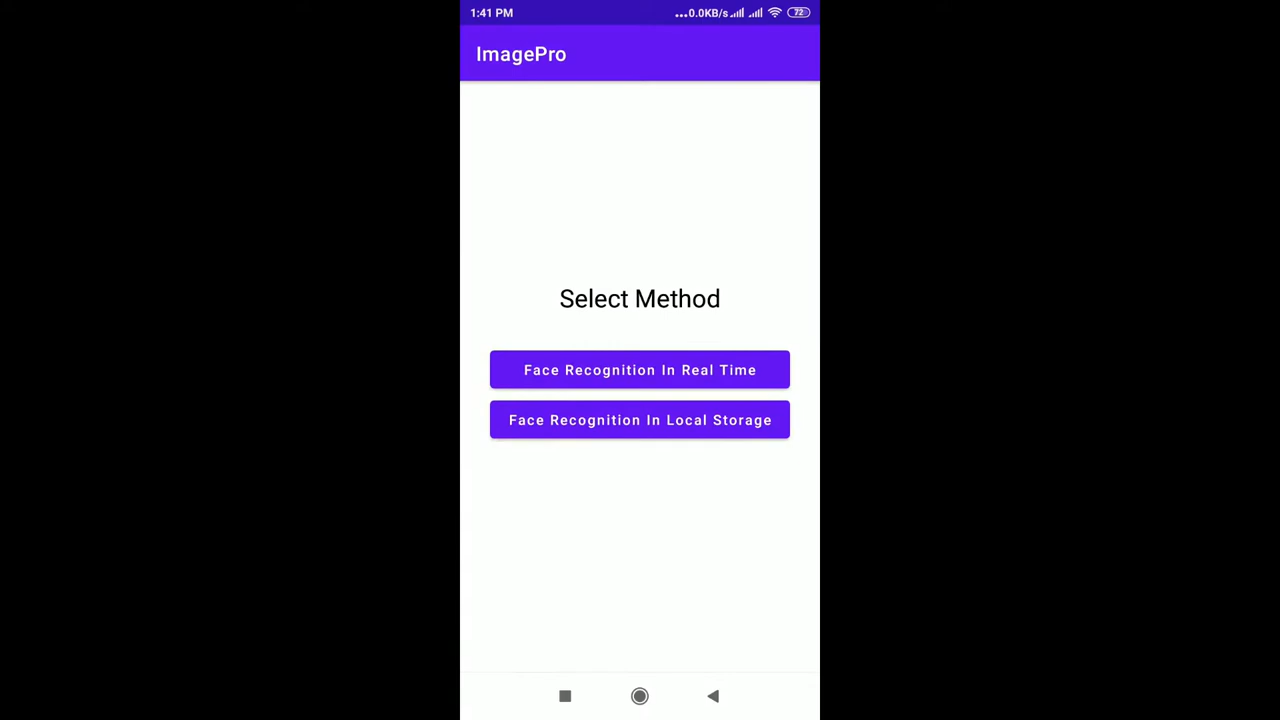 1:41 PM ...0.0KB/s 72
ImagePro
Select Method
Face Recognition In Real Time
Face Recognition In Local Storage